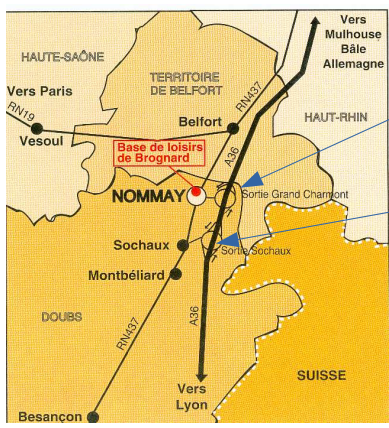 Vers
Mulhouse
Bâle
Allemagne
HAUTE-SAÔNE
TERRITOIRE
DE BELFORT
Vers Paris
RN19
RN437
HAUT-RHIN
Belfort
Vesoul
Base de loisirs
de Brognard
A36
NOMMAY
Sortie Grand Charmont
Sochaux
Sortie Sochaux
Montbéliard
DOUBS
A36
RN437
Vers
Lyon
SUISSE
Besançon